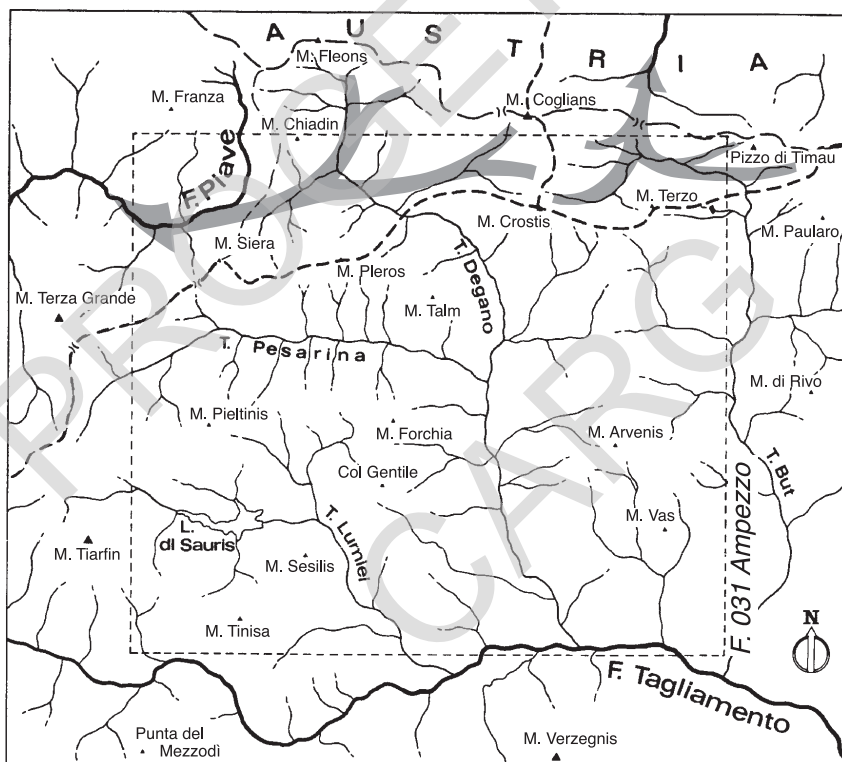 AUSTRIA
M. Fleons
M. Franza
M. Coglians
M. Chiadin
F. Piave
Pizzo di Timau
M. Terzo
M. Crostis
M. Paularo
M. Siera
T. Degano
M. Pleros
M. Terza Grande
M. Talm
T. Pesarina
M. di Rivo
M. Pieltinis
M. Forchia
M. Arvenis
Col Gentile
T. But
L.
di Sauris
T. Lumiei
M. Vas
M. Tiarfin
M. Sesilis
F. 031 Ampezzo
M. Tinisa
N
F. Tagliamento
Punta del
Mezzodì
M. Verzegnis
PROGETTO
CARG